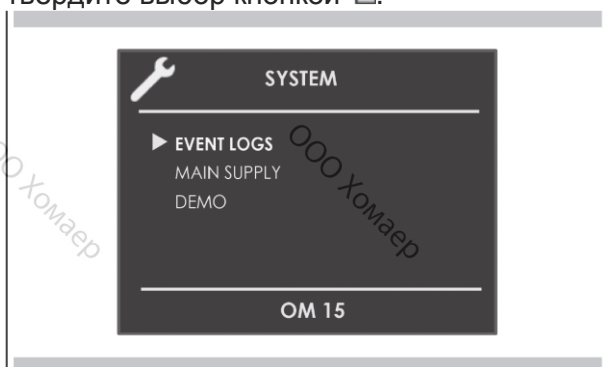 твердите выбор кнопкой
SYSTEM
▶ EVENT LOGS
MAIN SUPPLY
DEMO
OM 15
ООО Хомаер
ООО Хомаер